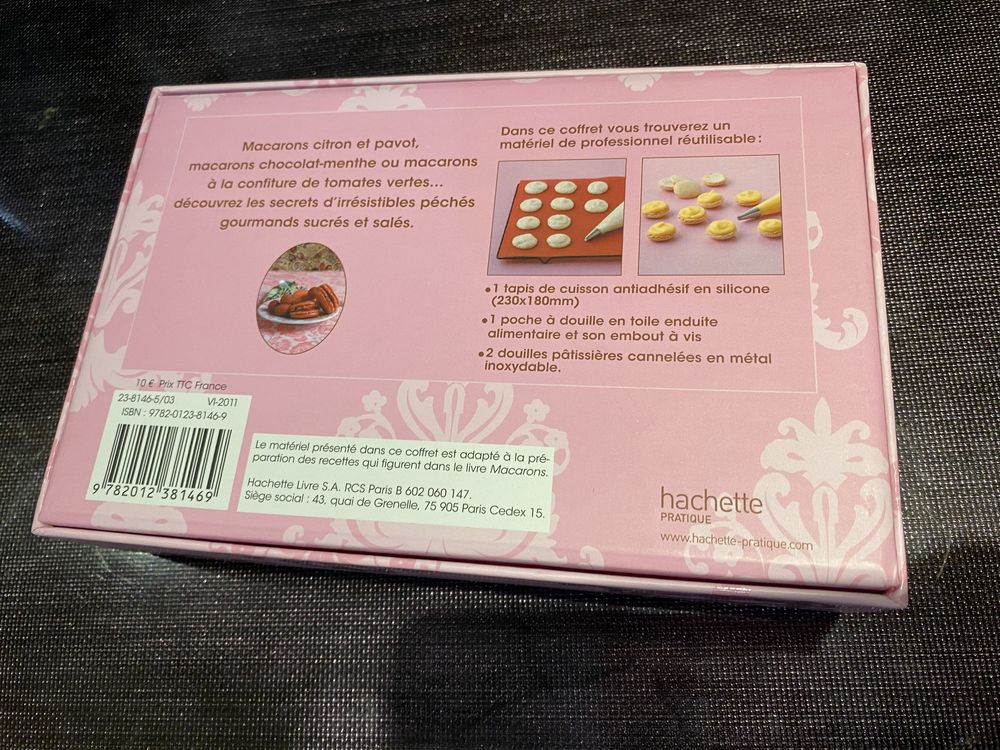 Macarons citron et pavot,
macarons chocolat-menthe ou macarons
à la confiture de tomates vertes...
découvrez les secrets d'irrésistibles péchés
gourmands sucrés et salés.
Dans ce coffret vous trouverez un
matériel de professionnel réutilisable :
• 1 tapis de cuisson antiadhésif en silicone
(230x180mm)
• 1 poche à douille en toile enduite
alimentaire et son embout à vis
• 2 douilles pâtissières cannelées en métal
inoxydable.
10 € Prix TTC France
23-8146-5/03 VI-2011
ISBN : 9782-0123-8146-9
9 782012 381469
Le matériel présenté dans ce coffret est adapté à la pré-
paration des recettes qui figurent dans le livre Macarons.
Hachette Livre S.A. RCS Paris B 602 060 147.
Siège social : 43, quai de Grenelle, 75 905 Paris Cedex 15.
hachette
PRATIQUE
www.hachette-pratique.com